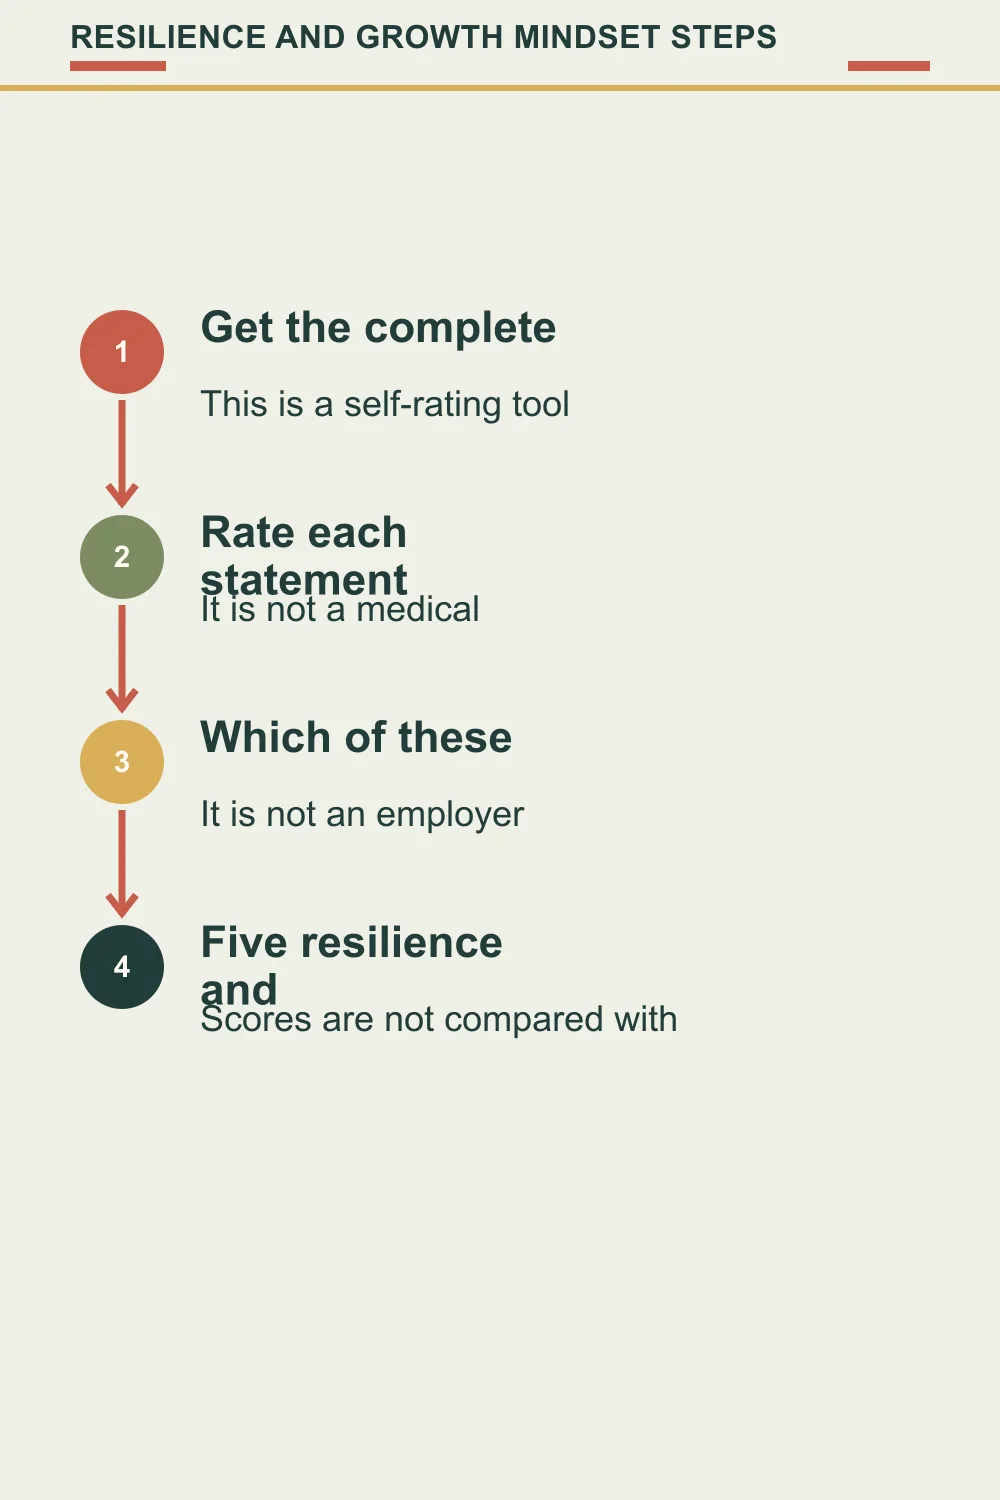 RESILIENCE AND GROWTH MINDSET STEPS
1
Get the complete
This is a self-rating tool
2
Rate each
statement
It is not a medical
3
Which of these
It is not an employer
4
Five resilience
and
Scores are not compared with